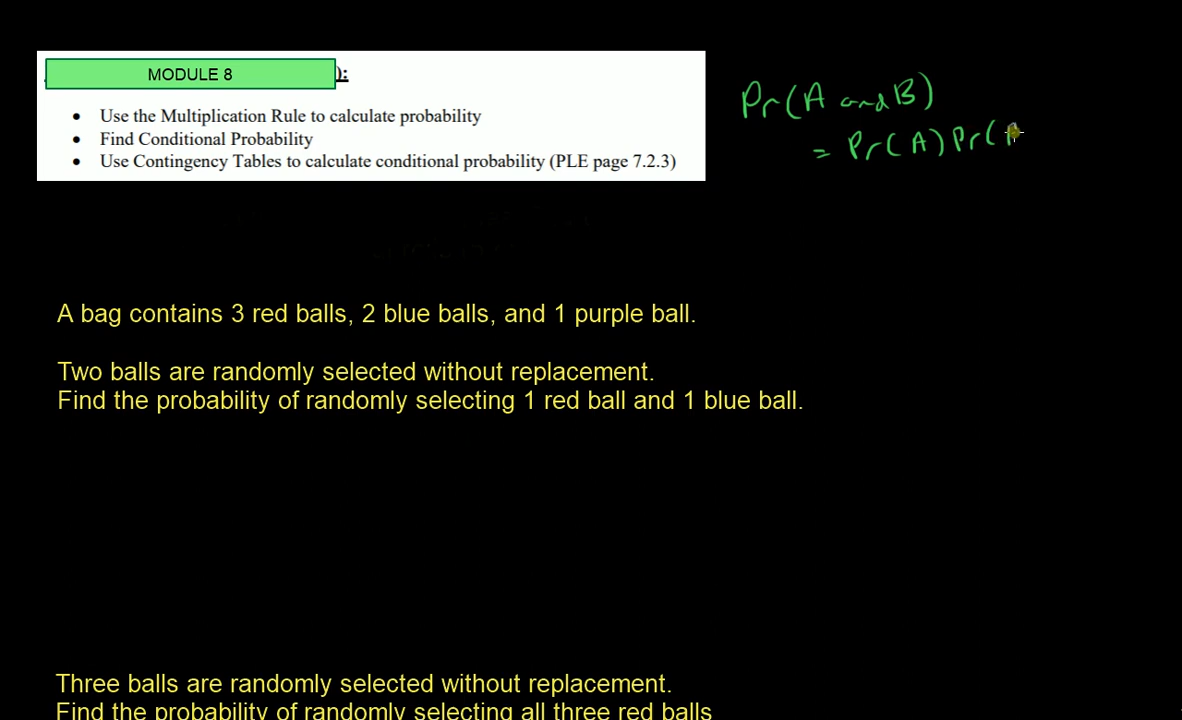 MODULE 8 ):
• Use the Multiplication Rule to calculate probability
• Find Conditional Probability
• Use Contingency Tables to calculate conditional probability (PLE page 7.2.3)
Pr(A and B)
= Pr(A) Pr(
A bag contains 3 red balls, 2 blue balls, and 1 purple ball.
Two balls are randomly selected without replacement.
Find the probability of randomly selecting 1 red ball and 1 blue ball.
Three balls are randomly selected without replacement.
Find the probability of randomly selecting all three red balls